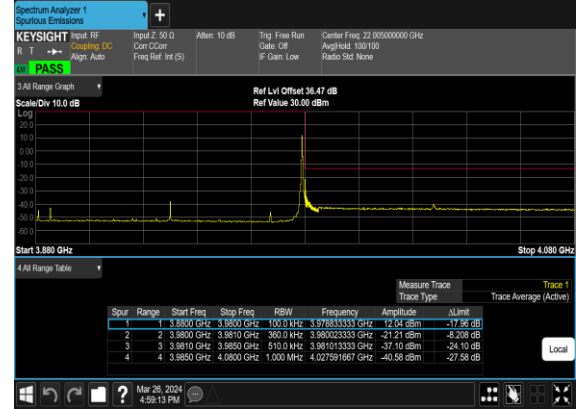 Spectrum Analyzer 1
Spurious Emissions
KEYSIGHT Input: RF Input Z: 50 Ω Atten: 10 dB Trig: Free Run Center Freq: 22.005000000 GHz
R T Coupling: DC Corr CCorr Gate: Off Avg|Hold: 100/100
Align: Auto Freq Ref: Int (S) IF Gain: Low Radio Std: None
LNI PASS
3 All Range Graph
Ref Lvl Offset 36.47 dB
Scale/Div 10.0 dB Ref Value 30.00 dBm
Log
20.0
10.0
0.00
-10.0
-20.0
-30.0
-40.0
-50.0
-60.0
Start 3.880 GHz Stop 4.080 GHz
4 All Range Table
Measure Trace Trace 1
Trace Type Trace Average (Active)
Spur Range Start Freq Stop Freq RBW Frequency Amplitude ΔLimit
1 1 3.8800 GHz 3.9800 GHz 100.0 kHz 3.978833333 GHz 12.04 dBm -17.96 dB
2 2 3.9800 GHz 3.9810 GHz 360.0 kHz 3.980023333 GHz -21.21 dBm -8.208 dB
3 3 3.9810 GHz 3.9850 GHz 510.0 kHz 3.981013333 GHz -37.10 dBm -24.10 dB
4 4 3.9850 GHz 4.0800 GHz 1.000 MHz 4.027591667 GHz -40.58 dBm -27.58 dB
Local
Mar 26, 2024
4:59:13 PM